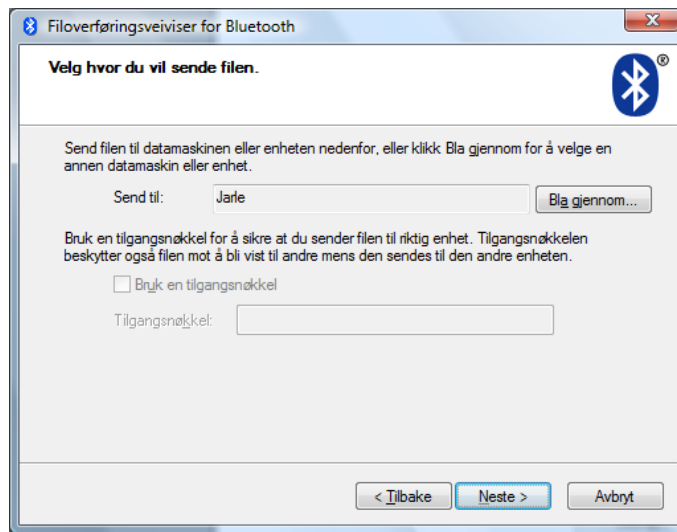 Filoverføringsveiviser for Bluetooth
Velg hvor du vil sende filen.
®
Send filen til datamaskinen eller enheten nedenfor, eller klikk Bla gjennom for å velge en
annen datamaskin eller enhet.
Send til: Jarle Bla gjennom...
Bruk en tilgangsnøkkel for å sikre at du sender filen til riktig enhet. Tilgangsnøkkelen
beskytter også filen mot å bli vist til andre mens den sendes til den andre enheten.
Bruk en tilgangsnøkkel
Tilgangsnøkkel:
< Tilbake Neste > Avbryt